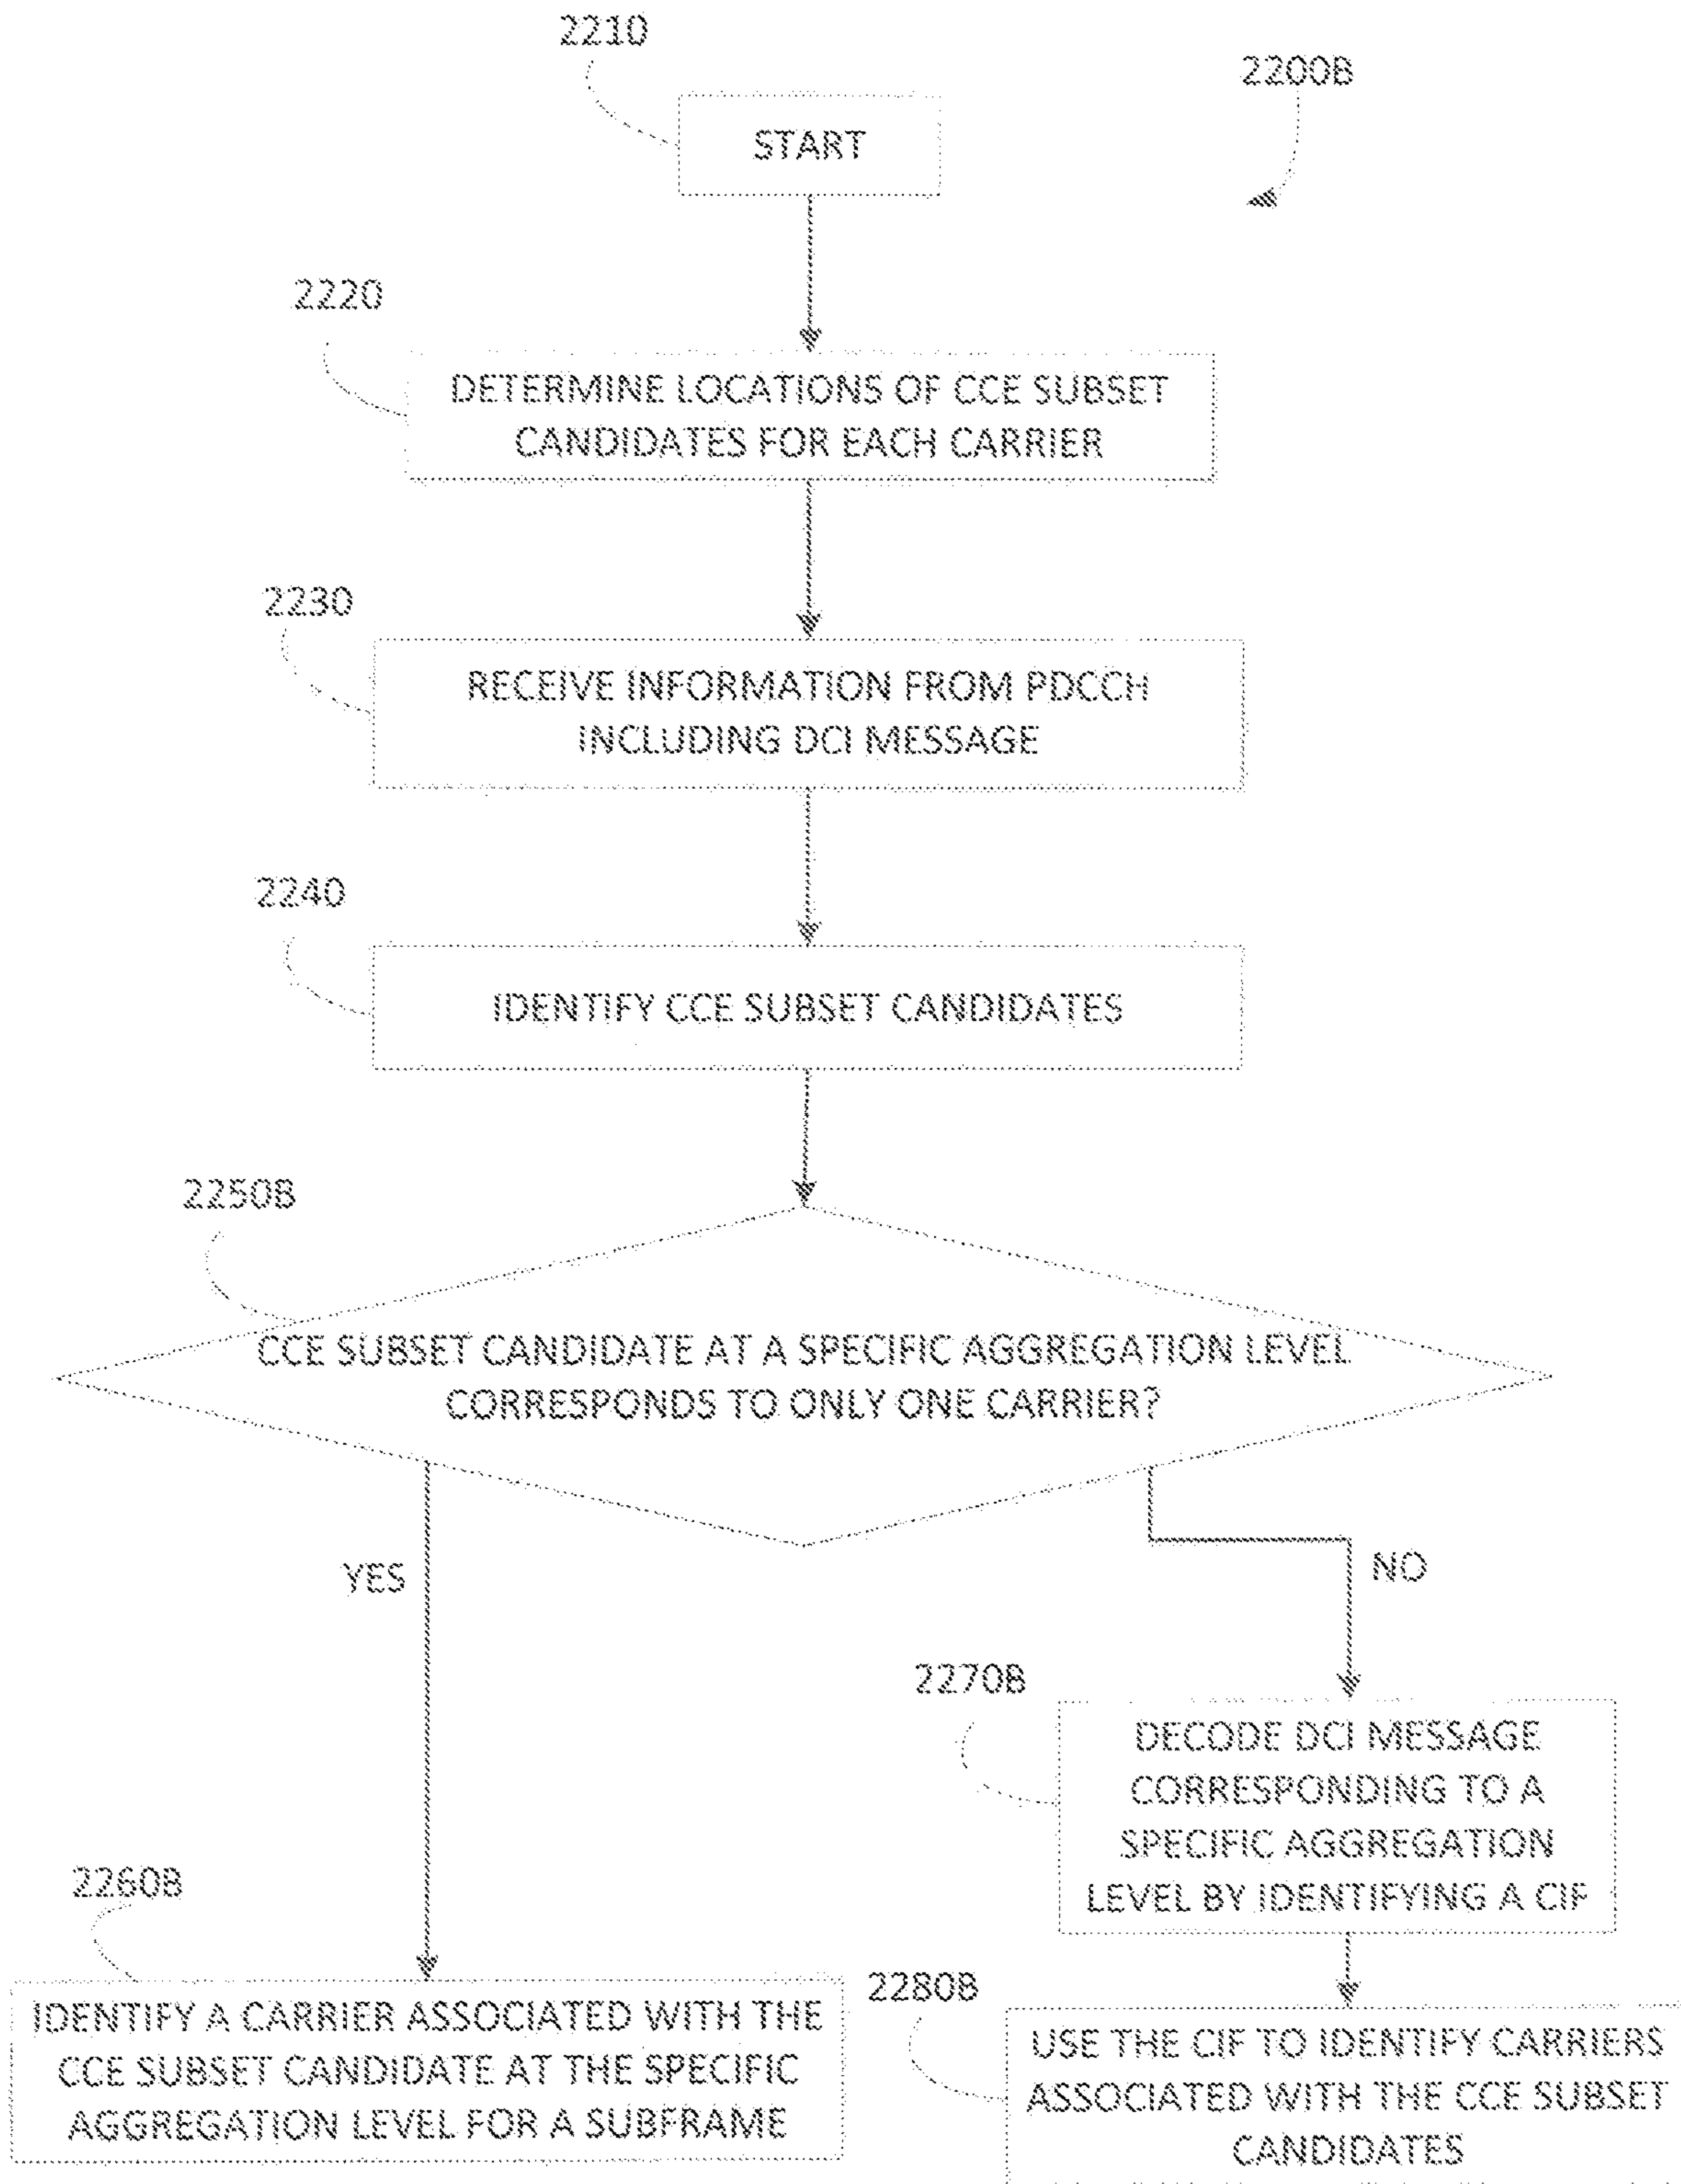 2210
2200B
START
2220
DETERMINE LOCATIONS OF CCE SUBSET
CANDIDATES FOR EACH CARRIER
2230
RECEIVE INFORMATION FROM PDCCH
INCLUDING DCI MESSAGE
2240
IDENTIFY CCE SUBSET CANDIDATES
2250B
CCE SUBSET CANDIDATE AT A SPECIFIC AGGREGATION LEVEL
CORRESPONDS TO ONLY ONE CARRIER?
YES
NO
2270B
DECODE DCI MESSAGE
CORRESPONDING TO A
SPECIFIC AGGREGATION
LEVEL BY IDENTIFYING A CIF
2260B
IDENTIFY A CARRIER ASSOCIATED WITH THE
CCE SUBSET CANDIDATE AT THE SPECIFIC
AGGREGATION LEVEL FOR A SUBFRAME
2280B
USE THE CIF TO IDENTIFY CARRIERS
ASSOCIATED WITH THE CCE SUBSET
CANDIDATES